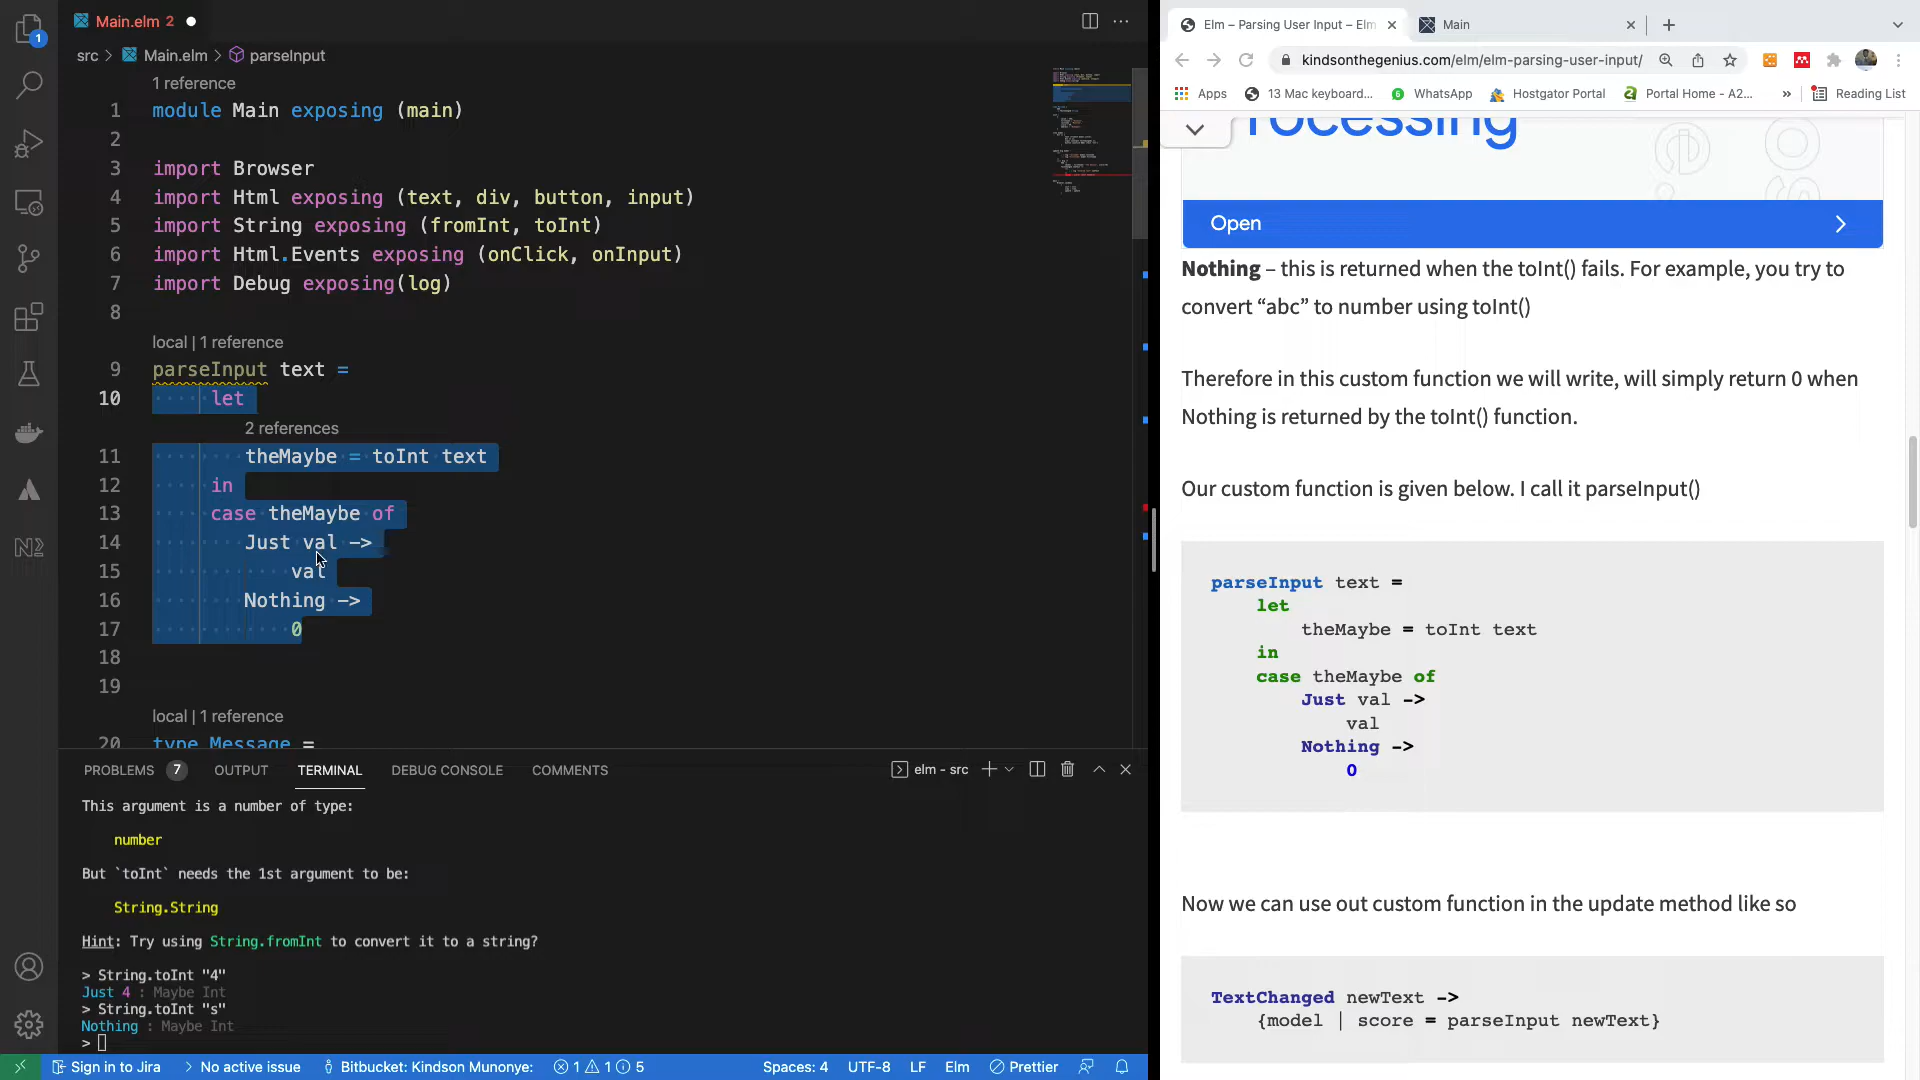 Main.elm 2
src > Main.elm > parseInput
1 reference
1 module Main exposing (main)
2
3 import Browser
4 import Html exposing (text, div, button, input)
5 import String exposing (fromInt, toInt)
6 import Html.Events exposing (onClick, onInput)
7 import Debug exposing(log)
8
local | 1 reference
9 parseInput text =
10 let
2 references
11 theMaybe = toInt text
12 in
13 case theMaybe of
14 Just val ->
15 val
16 Nothing ->
17 0
18
19
local | 1 reference
20 type Message =
PROBLEMS 7 OUTPUT TERMINAL DEBUG CONSOLE COMMENTS
elm - src
This argument is a number of type:
number
But `toInt` needs the 1st argument to be:
String.String
Hint: Try using String.fromInt to convert it to a string?
> String.toInt "4"
Just 4 : Maybe Int
> String.toInt "s"
Nothing : Maybe Int
>
Sign in to Jira > No active issue Bitbucket: Kindson Munonye: 1 1 5 Spaces: 4 UTF-8 LF Elm Prettier
1
Elm – Parsing User Input – Elm
Main
kindsonthegenius.com/elm/elm-parsing-user-input/
Apps 13 Mac keyboard... WhatsApp Hostgator Portal Portal Home - A2... » Reading List
rocessing
Open
Nothing – this is returned when the toInt() fails. For example, you try to
convert “abc” to number using toInt()
Therefore in this custom function we will write, will simply return 0 when
Nothing is returned by the toInt() function.
Our custom function is given below. I call it parseInput()
parseInput text =
let
theMaybe = toInt text
in
case theMaybe of
Just val ->
val
Nothing ->
0
Now we can use out custom function in the update method like so
TextChanged newText ->
{model | score = parseInput newText}